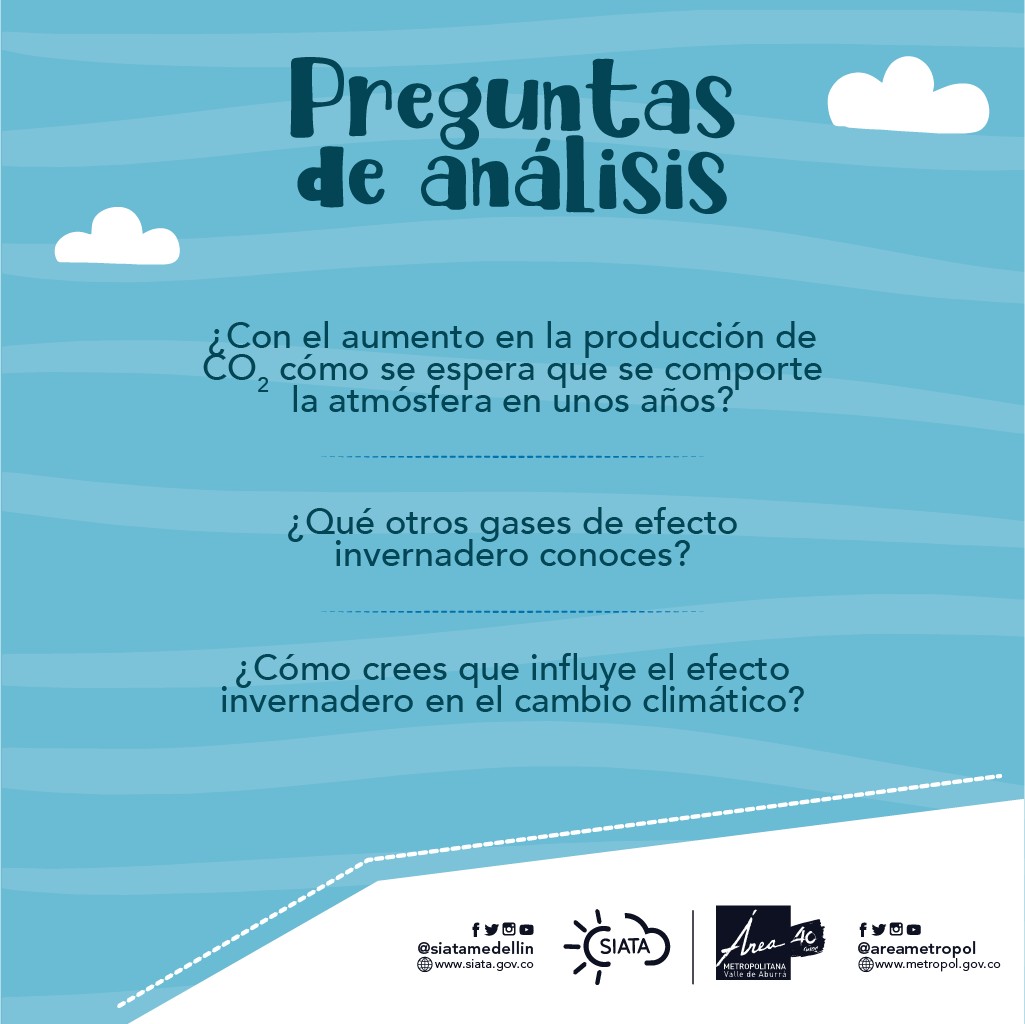 Preguntas
de análisis
¿Con el aumento en la producción de
CO₂ cómo se espera que se comporte
la atmósfera en unos años?
¿Qué otros gases de efecto
invernadero conoces?
¿Cómo crees que influye el efecto
invernadero en el cambio climático?
@siatamedellin
www.siata.gov.co
SIATA
Área
METROPOLITANA
Valle de Aburrá
40
@areametropol
www.metropol.gov.co